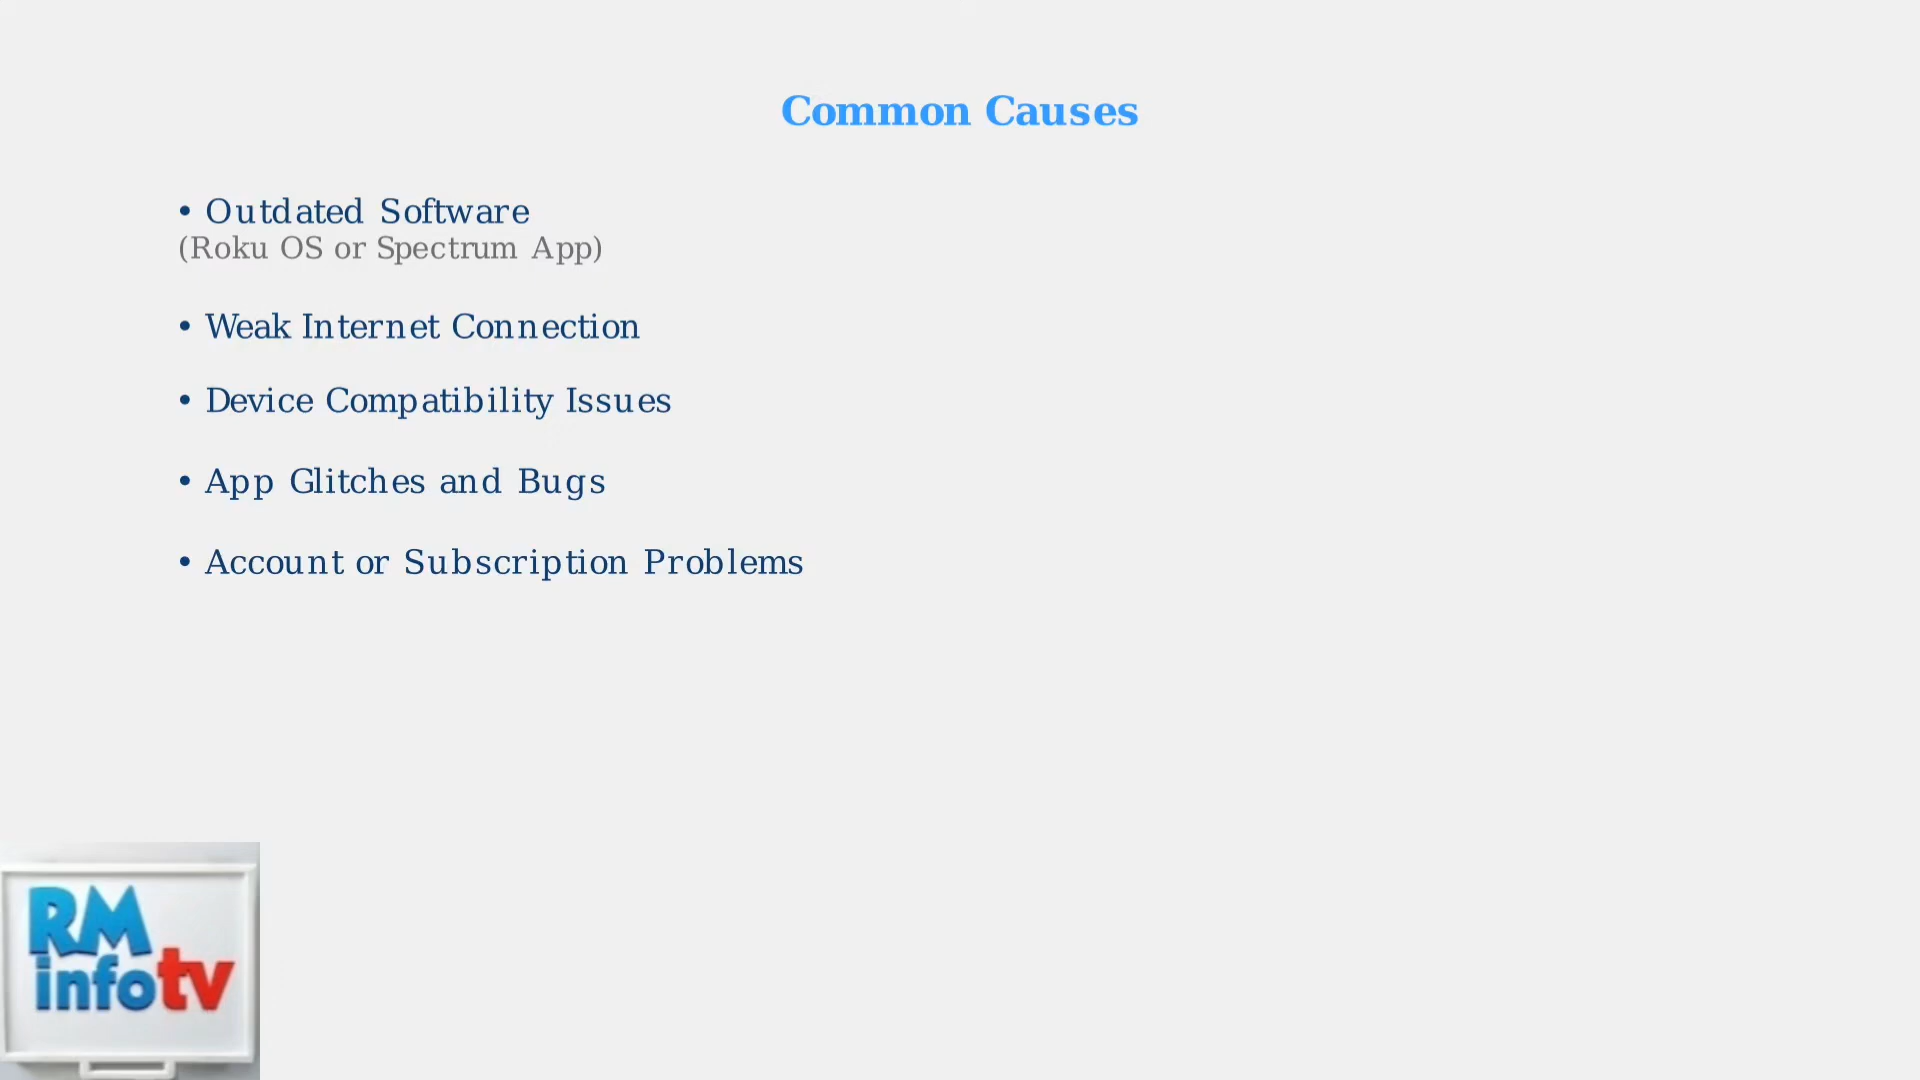 Common Causes
• Outdated Software
(Roku OS or Spectrum App)
• Weak Internet Connection
• Device Compatibility Issues
• App Glitches and Bugs
• Account or Subscription Problems
RM
infotv